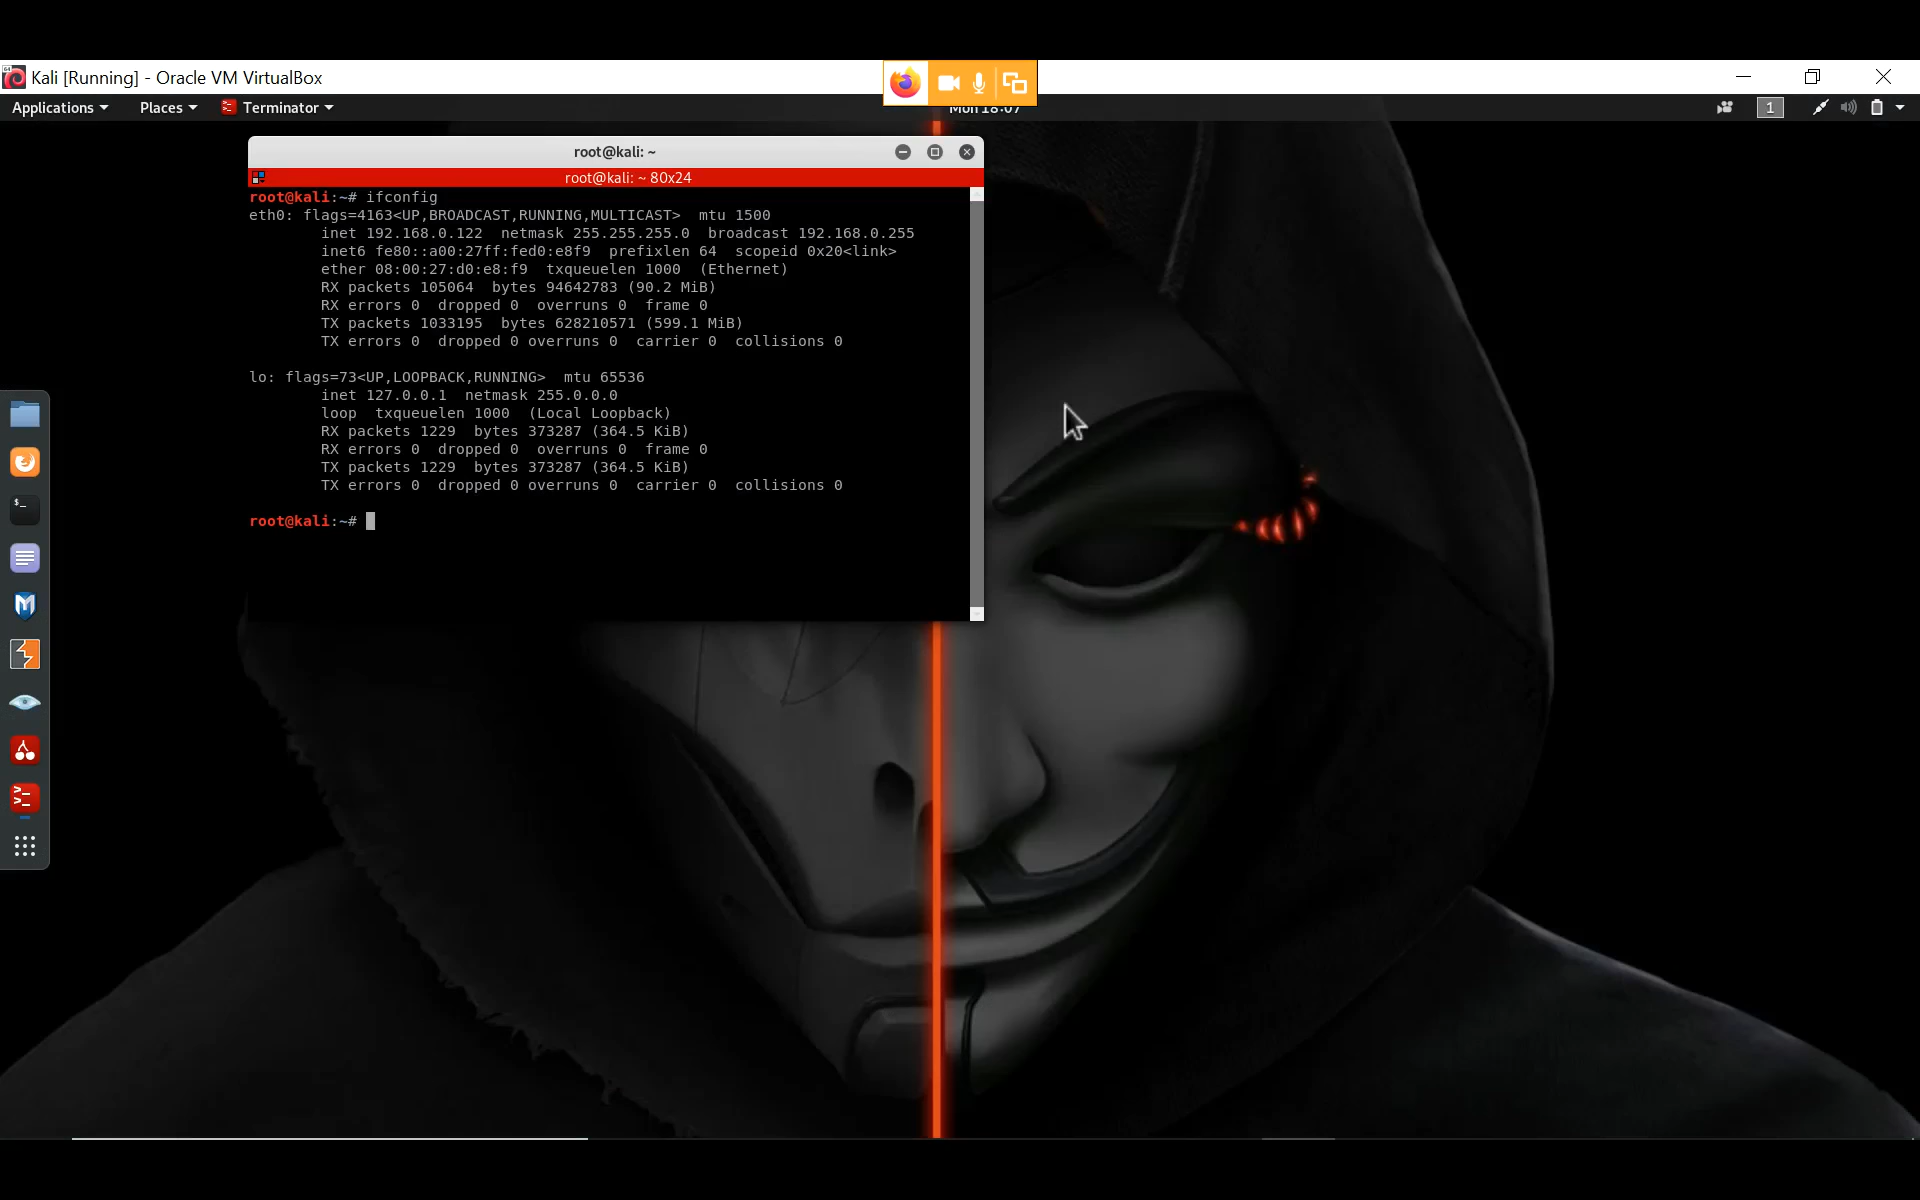 Kali [Running] - Oracle VM VirtualBox
Applications Places Terminator Mon 18:07 1
root@kali: ~
root@kali: ~ 80x24
root@kali:~# ifconfig
eth0: flags=4163<UP,BROADCAST,RUNNING,MULTICAST>  mtu 1500
        inet 192.168.0.122  netmask 255.255.255.0  broadcast 192.168.0.255
        inet6 fe80::a00:27ff:fed0:e8f9  prefixlen 64  scopeid 0x20<link>
        ether 08:00:27:d0:e8:f9  txqueuelen 1000  (Ethernet)
        RX packets 105064  bytes 94642783 (90.2 MiB)
        RX errors 0  dropped 0  overruns 0  frame 0
        TX packets 1033195  bytes 628210571 (599.1 MiB)
        TX errors 0  dropped 0 overruns 0  carrier 0  collisions 0
lo: flags=73<UP,LOOPBACK,RUNNING>  mtu 65536
        inet 127.0.0.1  netmask 255.0.0.0
        loop  txqueuelen 1000  (Local Loopback)
        RX packets 1229  bytes 373287 (364.5 KiB)
        RX errors 0  dropped 0  overruns 0  frame 0
        TX packets 1229  bytes 373287 (364.5 KiB)
        TX errors 0  dropped 0 overruns 0  carrier 0  collisions 0
root@kali:~#